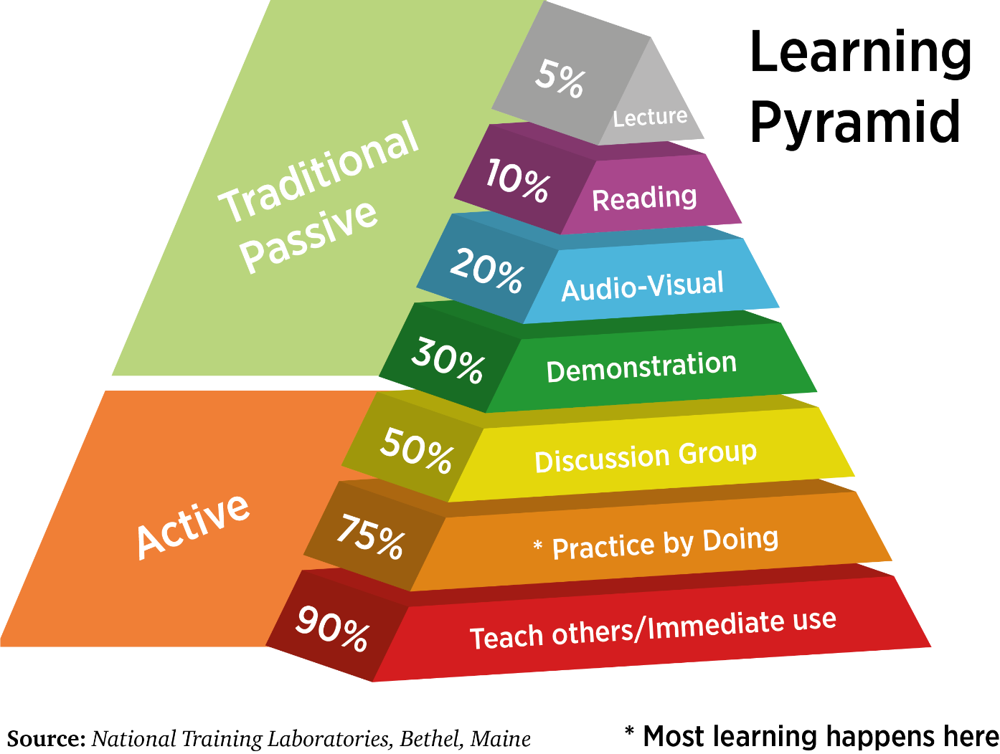 Learning
Pyramid
Traditional
Passive
5%
Lecture
10%
Reading
20%
Audio-Visual
30%
Demonstration
Active
50%
Discussion Group
75%
* Practice by Doing
90%
Teach others/Immediate use
Source: National Training Laboratories, Bethel, Maine
* Most learning happens here